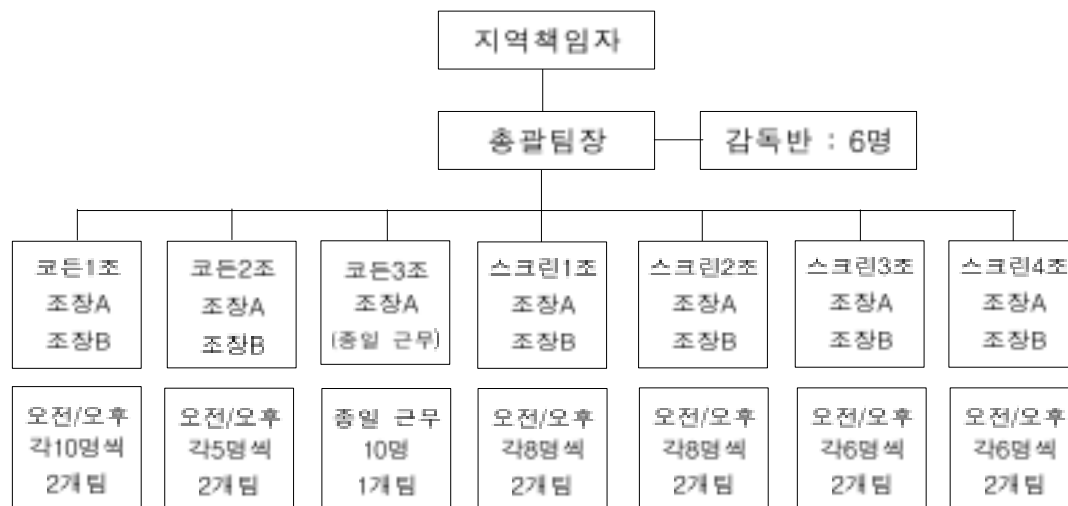 지역책임자
총괄팀장
감독반 : 6명
코든1조
조장A
조장B
코든2조
조장A
조장B
코든3조
조장A
(종일 근무)
스크린1조
조장A
조장B
스크린2조
조장A
조장B
스크린3조
조장A
조장B
스크린4조
조장A
조장B
오전/오후
각10명씩
2개팀
오전/오후
각5명씩
2개팀
종일 근무
10명
1개팀
오전/오후
각8명씩
2개팀
오전/오후
각8명씩
2개팀
오전/오후
각6명씩
2개팀
오전/오후
각6명씩
2개팀